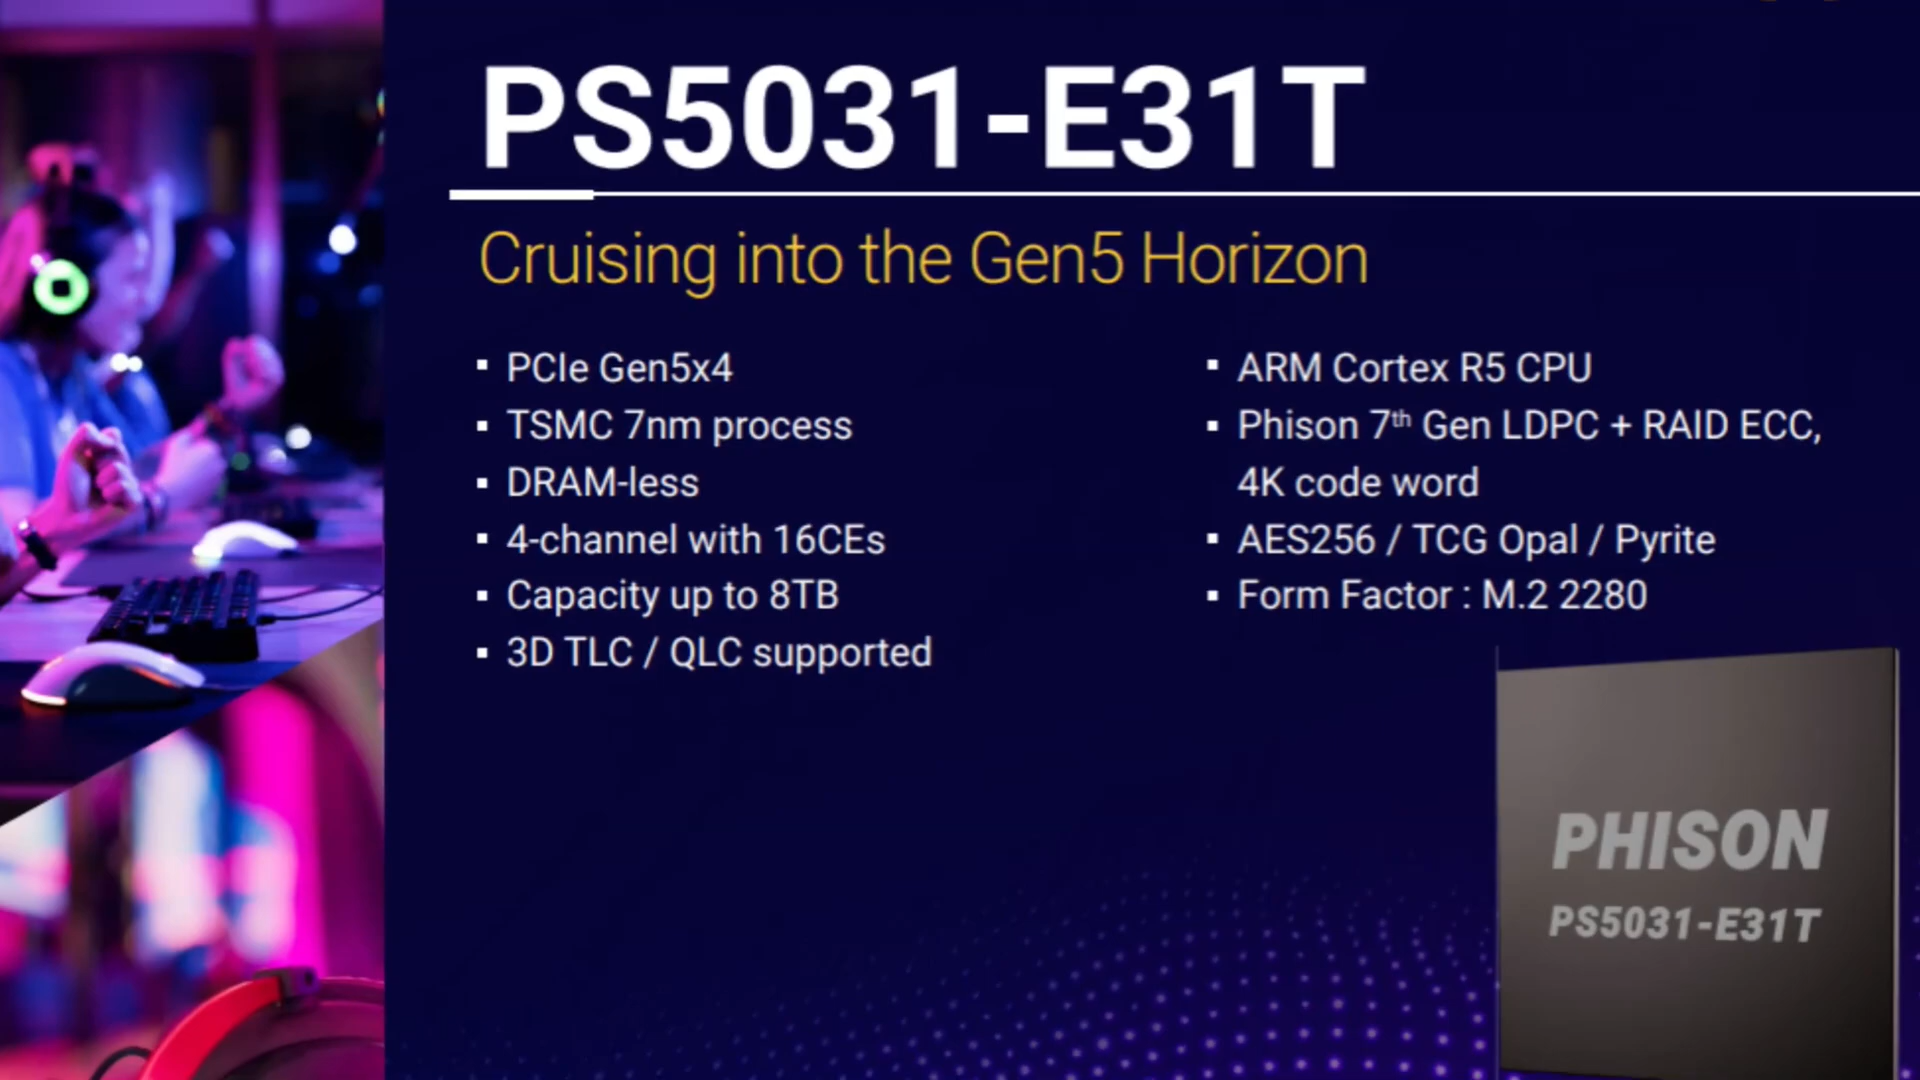 PS5031-E31T
Cruising into the Gen5 Horizon
▪ PCIe Gen5x4
▪ TSMC 7nm process
▪ DRAM-less
▪ 4-channel with 16CEs
▪ Capacity up to 8TB
▪ 3D TLC / QLC supported
▪ ARM Cortex R5 CPU
▪ Phison 7th Gen LDPC + RAID ECC,
4K code word
▪ AES256 / TCG Opal / Pyrite
▪ Form Factor : M.2 2280
PHISON
PS5031-E31T